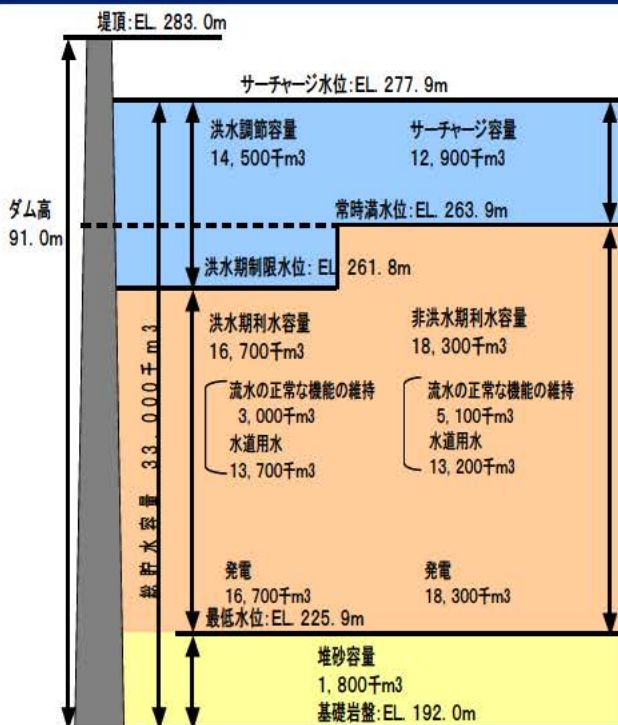 堤頂:EL. 283. 0m
サーチャージ水位:EL. 277. 9m
洪水調節容量
14, 500千m3
サーチャージ容量
12, 900千m3
ダム高
91. 0m
常時満水位:EL. 263. 9m
洪水期制限水位: EL 261. 8m
総貯水容量 33, 000千m3
洪水期利水容量
16, 700千m3
流水の正常な機能の維持
3, 000千m3
水道用水
13, 700千m3
非洪水期利水容量
18, 300千m3
流水の正常な機能の維持
5, 100千m3
水道用水
13, 200千m3
発電
16, 700千m3
発電
18, 300千m3
最低水位:EL. 225. 9m
堆砂容量
1, 800千m3
基礎岩盤:EL. 192. 0m